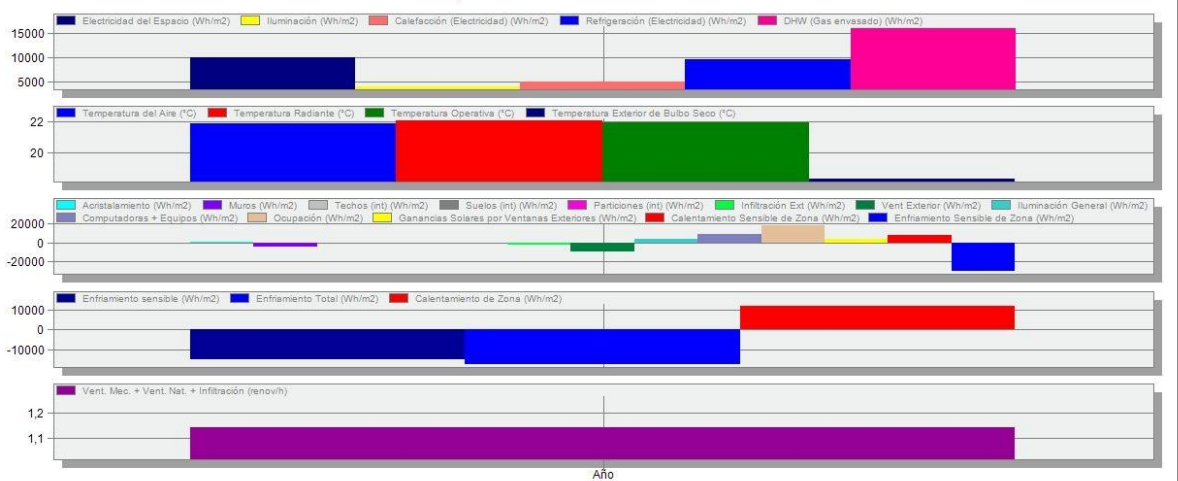 Electricidad del Espacio (Wh/m2) Iluminación (Wh/m2) Calefacción (Electricidad) (Wh/m2) Refrigeración (Electricidad) (Wh/m2) DHW (Gas envasado) (Wh/m2)
15000
10000
5000
Temperatura del Aire (°C) Temperatura Radiante (°C) Temperatura Operativa (°C) Temperatura Exterior de Bulbo Seco (°C)
22
20
Acristalamiento (Wh/m2) Muros (Wh/m2) Techos (int) (Wh/m2) Suelos (int) (Wh/m2) Particiones (int) (Wh/m2) Infiltración Ext (Wh/m2) Vent Exterior (Wh/m2) Iluminación General (Wh/m2)
Computadoras + Equipos (Wh/m2) Ocupación (Wh/m2) Ganancias Solares por Ventanas Exteriores (Wh/m2) Calentamiento Sensible de Zona (Wh/m2) Enfriamiento Sensible de Zona (Wh/m2)
20000
0
-20000
Enfriamiento sensible (Wh/m2) Enfriamiento Total (Wh/m2) Calentamiento de Zona (Wh/m2)
10000
0
-10000
Vent. Mec. + Vent. Nat. + Infiltración (renov/h)
1,2
1,1
Año